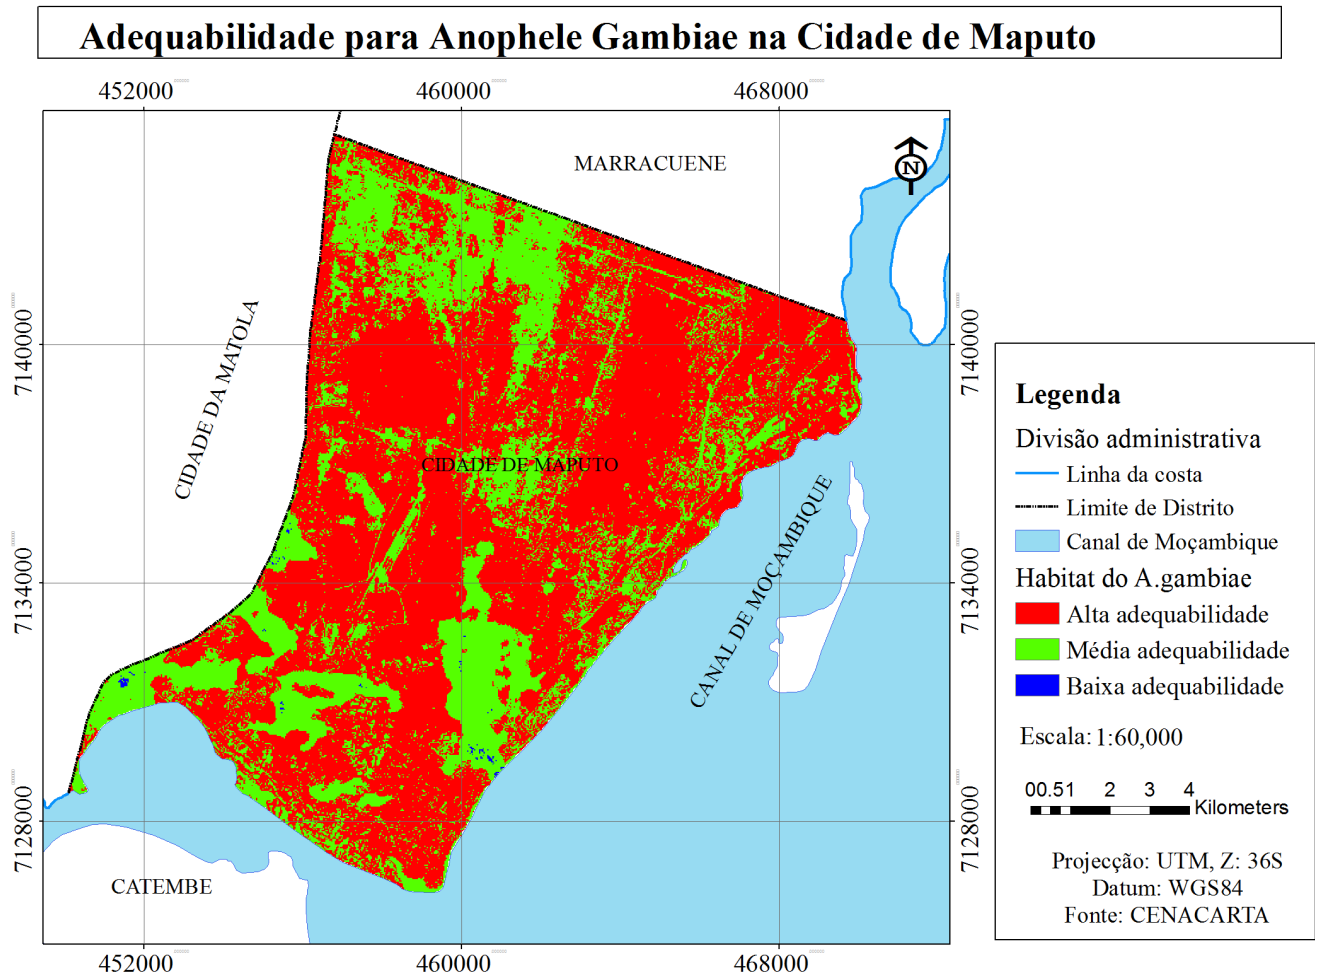 Adequabilidade para Anophele Gambiae na Cidade de Maputo
452000 460000 468000
MARRACUENE
N
CIDADE DA MATOLA
7140000 7140000
CIDADE DE MAPUTO
CANAL DE MOÇAMBIQUE
7134000 7134000
7128000 7128000
CATEMBE
452000 460000 468000
Legenda
Divisão administrativa
Linha da costa
Limite de Distrito
Canal de Moçambique
Habitat do A.gambiae
Alta adequabilidade
Média adequabilidade
Baixa adequabilidade
Escala: 1:60,000
00.51 2 3 4
Kilometers
Projecção: UTM, Z: 36S
Datum: WGS84
Fonte: CENACARTA